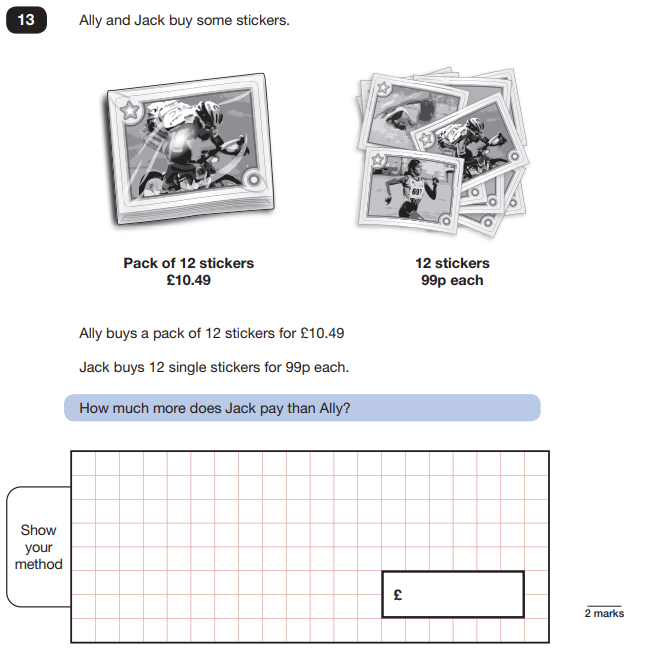 13
Ally and Jack buy some stickers.
Pack of 12 stickers
£10.49
12 stickers
99p each
Ally buys a pack of 12 stickers for £10.49
Jack buys 12 single stickers for 99p each.
How much more does Jack pay than Ally?
Show
your
method
£
2 marks